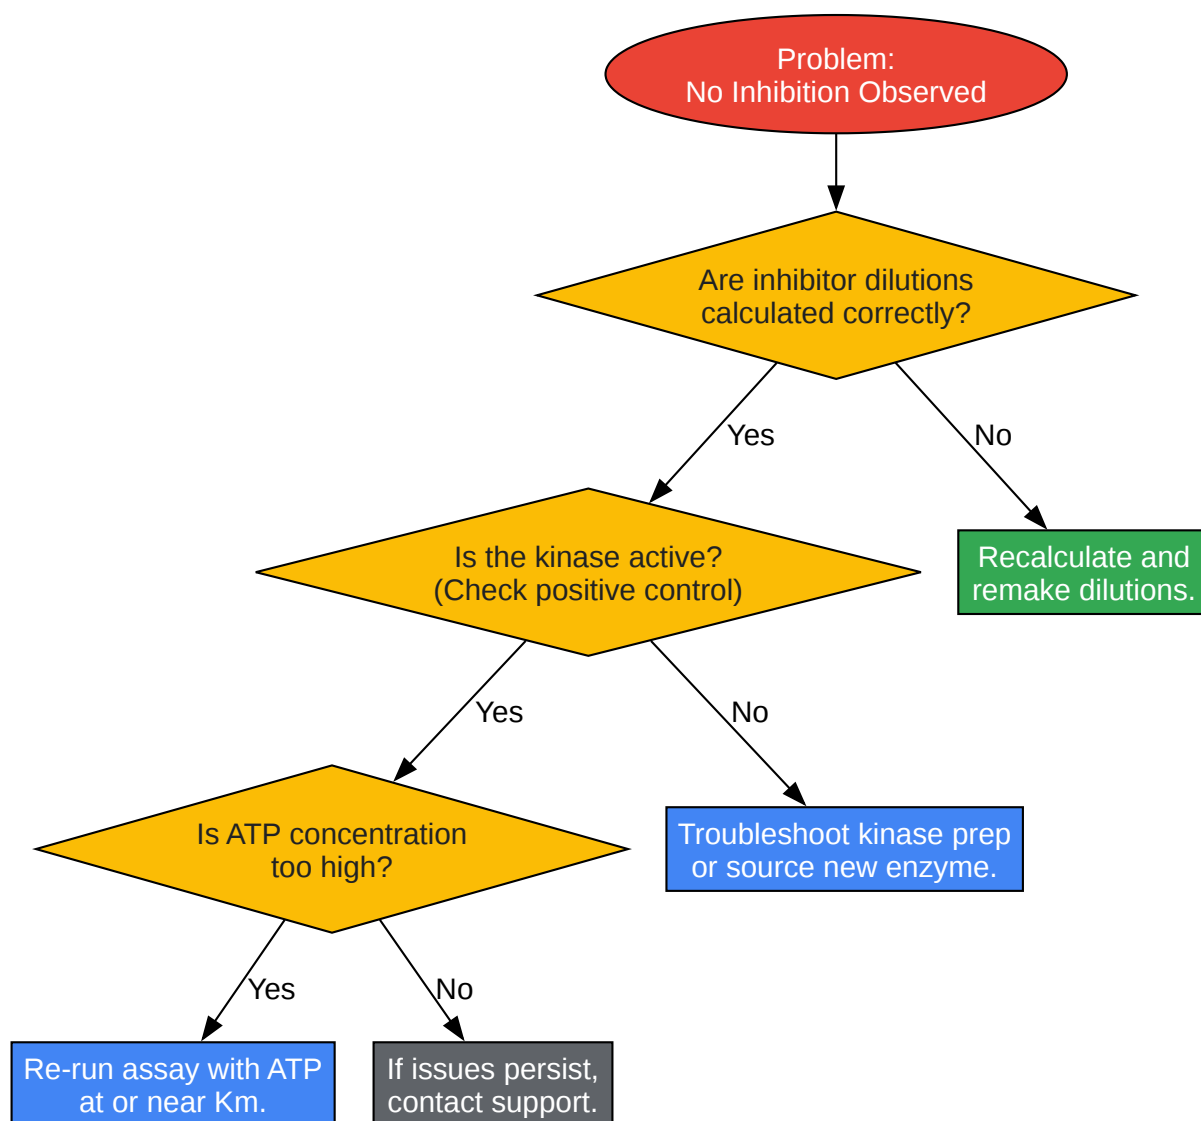 Problem:
No Inhibition Observed
Are inhibitor dilutions
calculated correctly?
Yes
No
Is the kinase active?
(Check positive control)
Recalculate and
remake dilutions.
Yes
No
Is ATP concentration
too high?
Troubleshoot kinase prep
or source new enzyme.
Yes
No
Re-run assay with ATP
at or near Km.
If issues persist,
contact support.